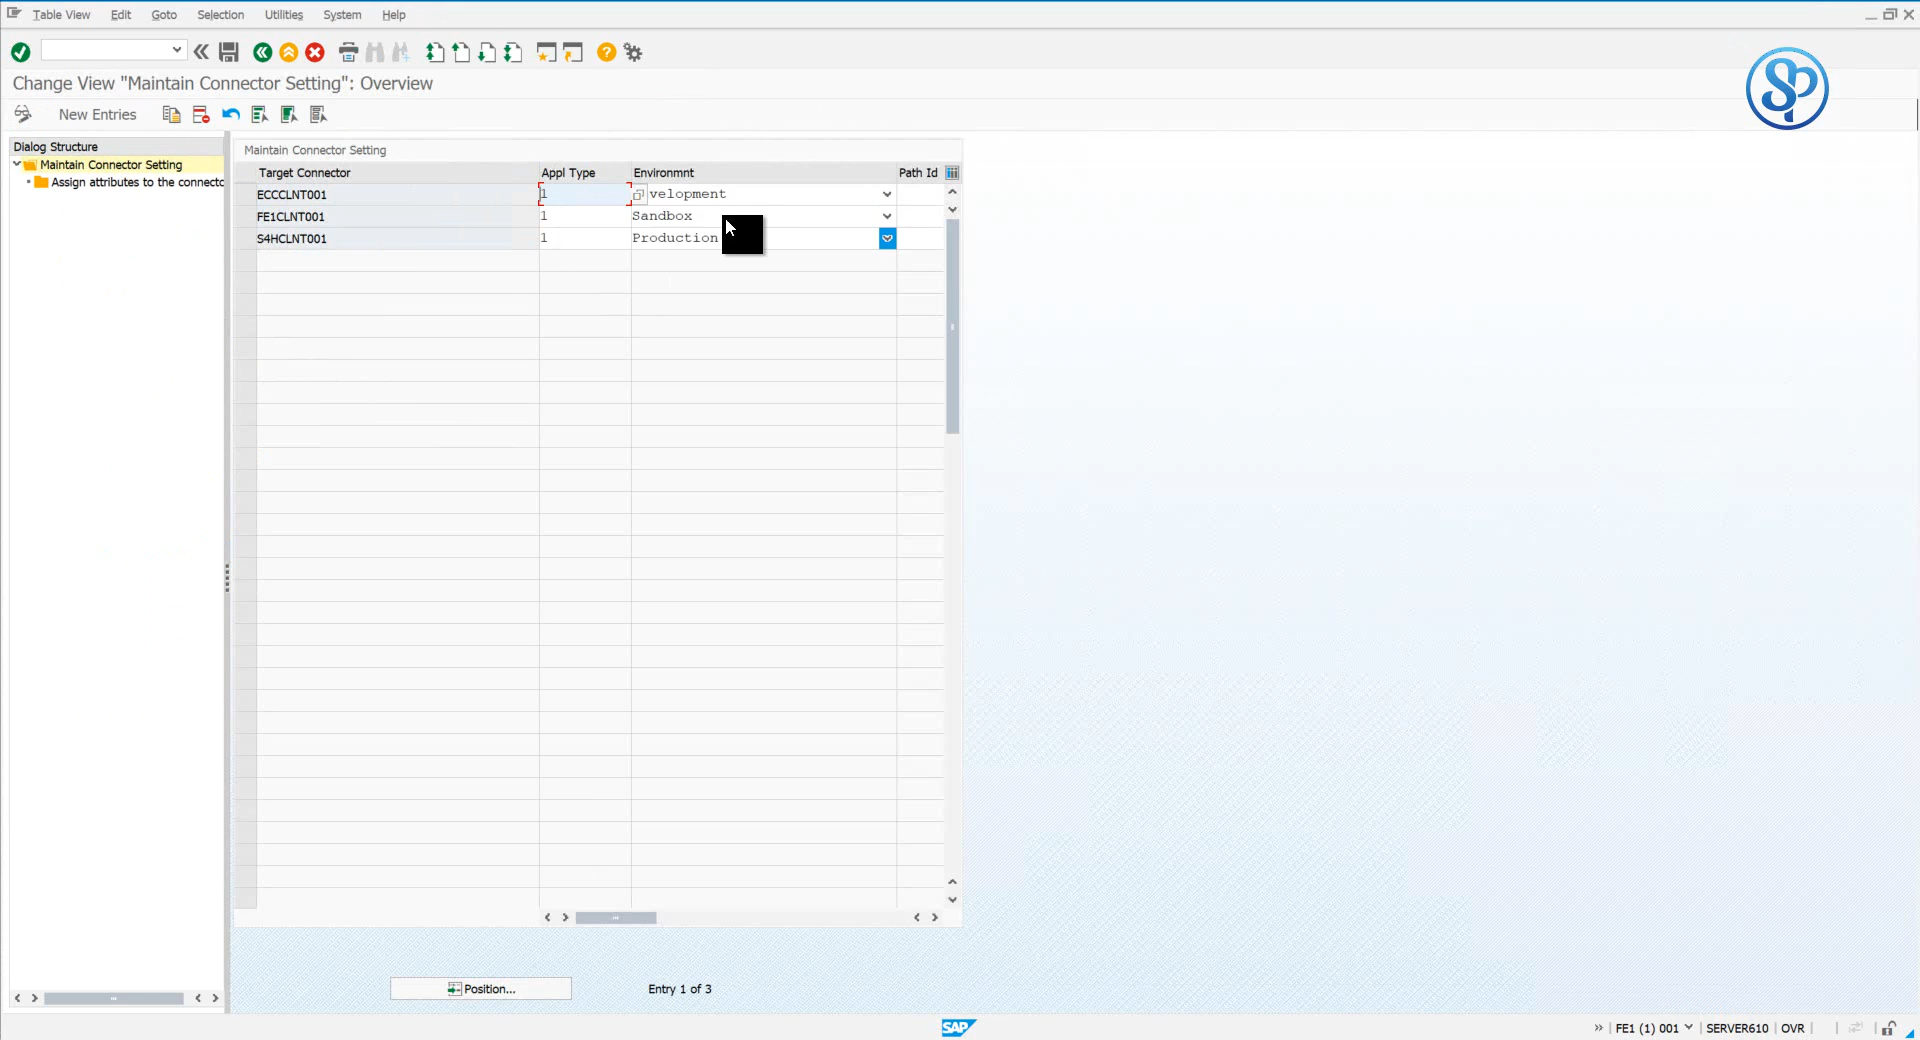 Table View Edit Goto Selection Utilities System Help
Change View "Maintain Connector Setting": Overview
SP
New Entries
Dialog Structure
Maintain Connector Setting
Assign attributes to the connecto
Maintain Connector Setting
Target Connector Appl Type Environmnt Path Id
ECCCLNT001 1 velopment
FE1CLNT001 1 Sandbox
S4HCLNT001 1 Production
Position... Entry 1 of 3
SAP
FE1 (1) 001 SERVER610 OVR